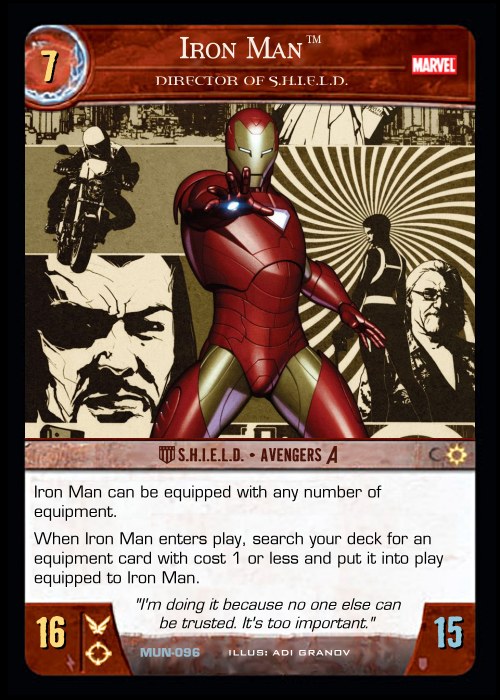 7
Iron Man™
DIRECTOR OF S.H.I.E.L.D.
MARVEL
S.H.I.E.L.D. • AVENGERS
Iron Man can be equipped with any number of
equipment.
When Iron Man enters play, search your deck for an
equipment card with cost 1 or less and put it into play
equipped to Iron Man.
"I'm doing it because no one else can
be trusted. It's too important."
16
MUN-096 ILLUS: ADI GRANOV
15